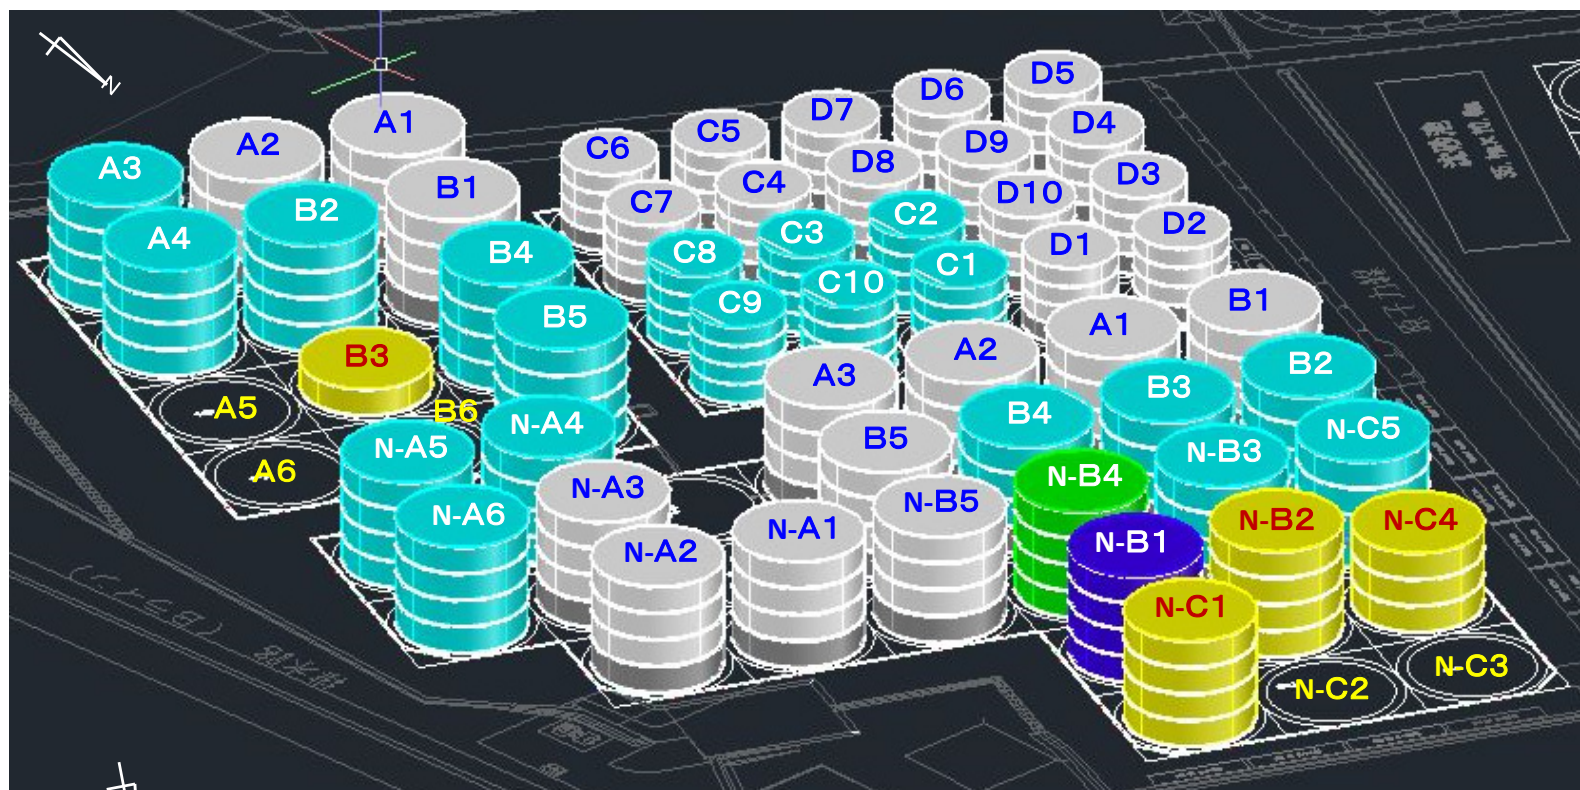 N
A1
A2
A3
A4
A5
A6
B1
B2
B3
B4
B5
B6
C6
C5
D7
D6
D5
C7
C4
D8
D9
D4
C8
C3
C2
D10
D3
C9
C10
C1
D1
D2
A3
A2
A1
B1
B5
B4
B3
B2
N-A5
N-A4
N-A6
N-A3
N-A2
N-A1
N-B5
N-B4
N-B3
N-C5
N-B1
N-B2
N-C4
N-C1
N-C2
N-C3